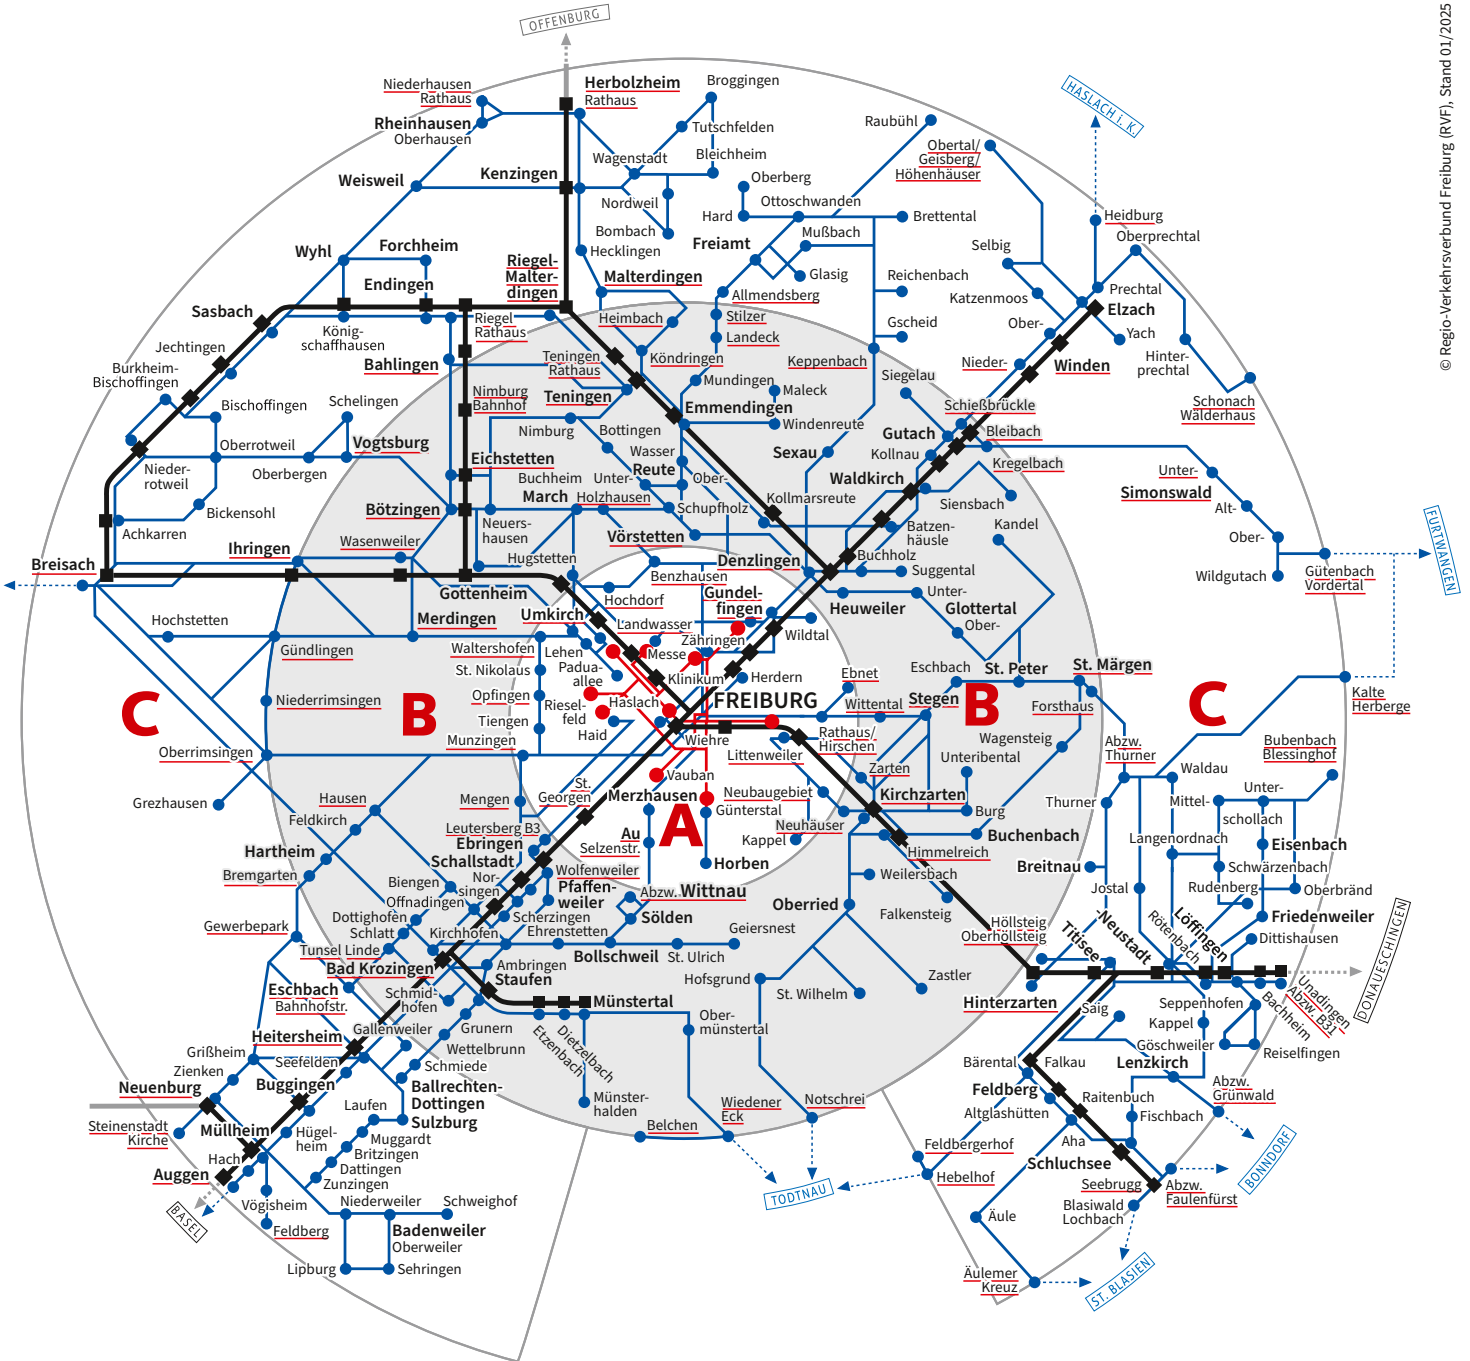 OFFENBURG
© Regio-Verkehrsverbund Freiburg (RVF), Stand 01/2025
Niederhausen
Rathaus
Rheinhausen
Oberhausen
Herbolzheim
Rathaus
Broggingen
Tutschfelden
Bleichheim
Wagenstadt
Kenzingen
Weisweil
Nordweil
Bombach
Hecklingen
Oberberg
Ottoschwanden
Hard
Brettental
Raubühl
Obertal/
Geisberg/
Höhenhäuser
HASLACH i. K.
Heidburg
Oberprechtal
Wyhl
Forchheim
Endingen
Riegel-
Malter-
dingen
Malterdingen
Freiamt
Mußbach
Glasig
Allmendsberg
Reichenbach
Selbig
Katzenmoos
Prechtal
Elzach
Sasbach
König-
schaffhausen
Riegel
Rathaus
Heimbach
Stilzer
Landeck
Gscheid
Keppenbach
Ober-
Yach
Hinter-
prechtal
Nieder-
Winden
Jechtingen
Burkheim-
Bischoffingen
Bahlingen
Teningen
Rathaus
Köndringen
Teningen
Mundingen
Maleck
Siegelau
Schonach
Wälderhaus
Bischoffingen
Schelingen
Nimburg
Bahnhof
Emmendingen
Windenreute
Schießbrückle
Oberrotweil
Vogtsburg
Nimburg
Bottingen
Sexau
Gutach
Bleibach
Kollnau
Oberbergen
Nieder-
rotweil
Eichstetten
Wasser
Reute
Unter-
Ober-
Waldkirch
Kregelbach
Unter-
Simonswald
Bickensohl
Buchheim
March
Holzhausen
Kollmarsreute
Siensbach
Alt-
Achkarren
Bötzingen
Neuers-
hausen
Schupfholz
Batzen-
häusle
Kandel
Ober-
FURTWANGEN
Breisach
Ihringen
Wasenweiler
Hugstetten
Vörstetten
Denzlingen
Buchholz
Suggental
Wildgutach
Gütenbach
Vordertal
Gottenheim
Benzhausen
Hochdorf
Gundel-
fingen
Heuweiler
Unter-
Glottertal
Ober-
Hochstetten
Merdingen
Umkirch
Landwasser
Zähringen
Wildtal
Gündlingen
Waltershofen
Lehen
Messe
St. Nikolaus
Padua-
allee
Klinikum
Herdern
Ebnet
Eschbach
St. Peter
St. Märgen
C
Niederrimsingen
B
Opfingen
Riesel-
feld
Haslach
FREIBURG
Wittental
Stegen
B
Forsthaus
C
Kalte
Herberge
Tiengen
Haid
Munzingen
Oberrimsingen
Wiehre
Littenweiler
Rathaus/
Hirschen
Wagensteig
Abzw.
Thurner
Bubenbach
Blessinghof
Unteribental
Zarten
Waldau
Grezhausen
Hausen
Mengen
St.
Georgen
Vauban
Merzhausen
Neubaugebiet
Kirchzarten
Thurner
Mittel-
Unter-
schollach
Feldkirch
Leutersberg B3
A
Günterstal
Burg
Ebringen
Au
Selzenstr.
Neuhäuser
Kappel
Buchenbach
Langenordnach
Eisenbach
Hartheim
Schallstadt
Horben
Himmelreich
Breitnau
Bremgarten
Nor-
singen
Wolfenweiler
Weilersbach
Schwärzenbach
Biengen
Pfaffen-
weiler
Abzw. Wittnau
Jostal
Rudenberg
Oberbränd
Offnadingen
Oberried
Falkensteig
Dottighofen
Scherzingen
Sölden
Rötenbach
Löffingen
Friedenweiler
Gewerbepark
Schlatt
Kirchhofen
Ehrenstetten
Geiersnest
Höllsteig
Oberhöllsteig
Titisee
-Neustadt
Dittishausen
Tunsel Linde
Bollschweil
St. Ulrich
DONAUESCHINGEN
Bad Krozingen
Ambringen
Staufen
Hofsgrund
St. Wilhelm
Zastler
Eschbach
Bahnhofstr.
Schmid-
hofen
Münstertal
Hinterzarten
Saig
Seppenhofen
Unadingen
Abzw. B31
Bachheim
Heitersheim
Gallenweiler
Grunern
Etzenbach
Dietzelbach
Ober-
münstertal
Kappel
Göschweiler
Reiselfingen
Grißheim
Seefelden
Wettelbrunn
Schmiede
Bärental
Falkau
Lenzkirch
Zienken
Neuenburg
Buggingen
Ballrechten-
Dottingen
Sulzburg
Münster-
halden
Feldberg
Raitenbuch
Abzw.
Grünwald
Steinenstadt
Kirche
Müllheim
Laufen
Hügel-
heim
Muggardt
Britzingen
Belchen
Wiedener
Eck
Notschrei
Altglashütten
Fischbach
Aha
Hach
Dattingen
Feldbergerhof
Schluchsee
BONNDORF
Auggen
Zunzingen
TODTNAU
Hebelhof
Seebrugg
Abzw.
Faulenfürst
BASEL
Vögisheim
Niederweiler
Schweighof
Blasiwald
Lochbach
Feldberg
Badenweiler
Oberweiler
Äule
Lipburg
Sehringen
Äulemer
Kreuz
ST. BLASIEN